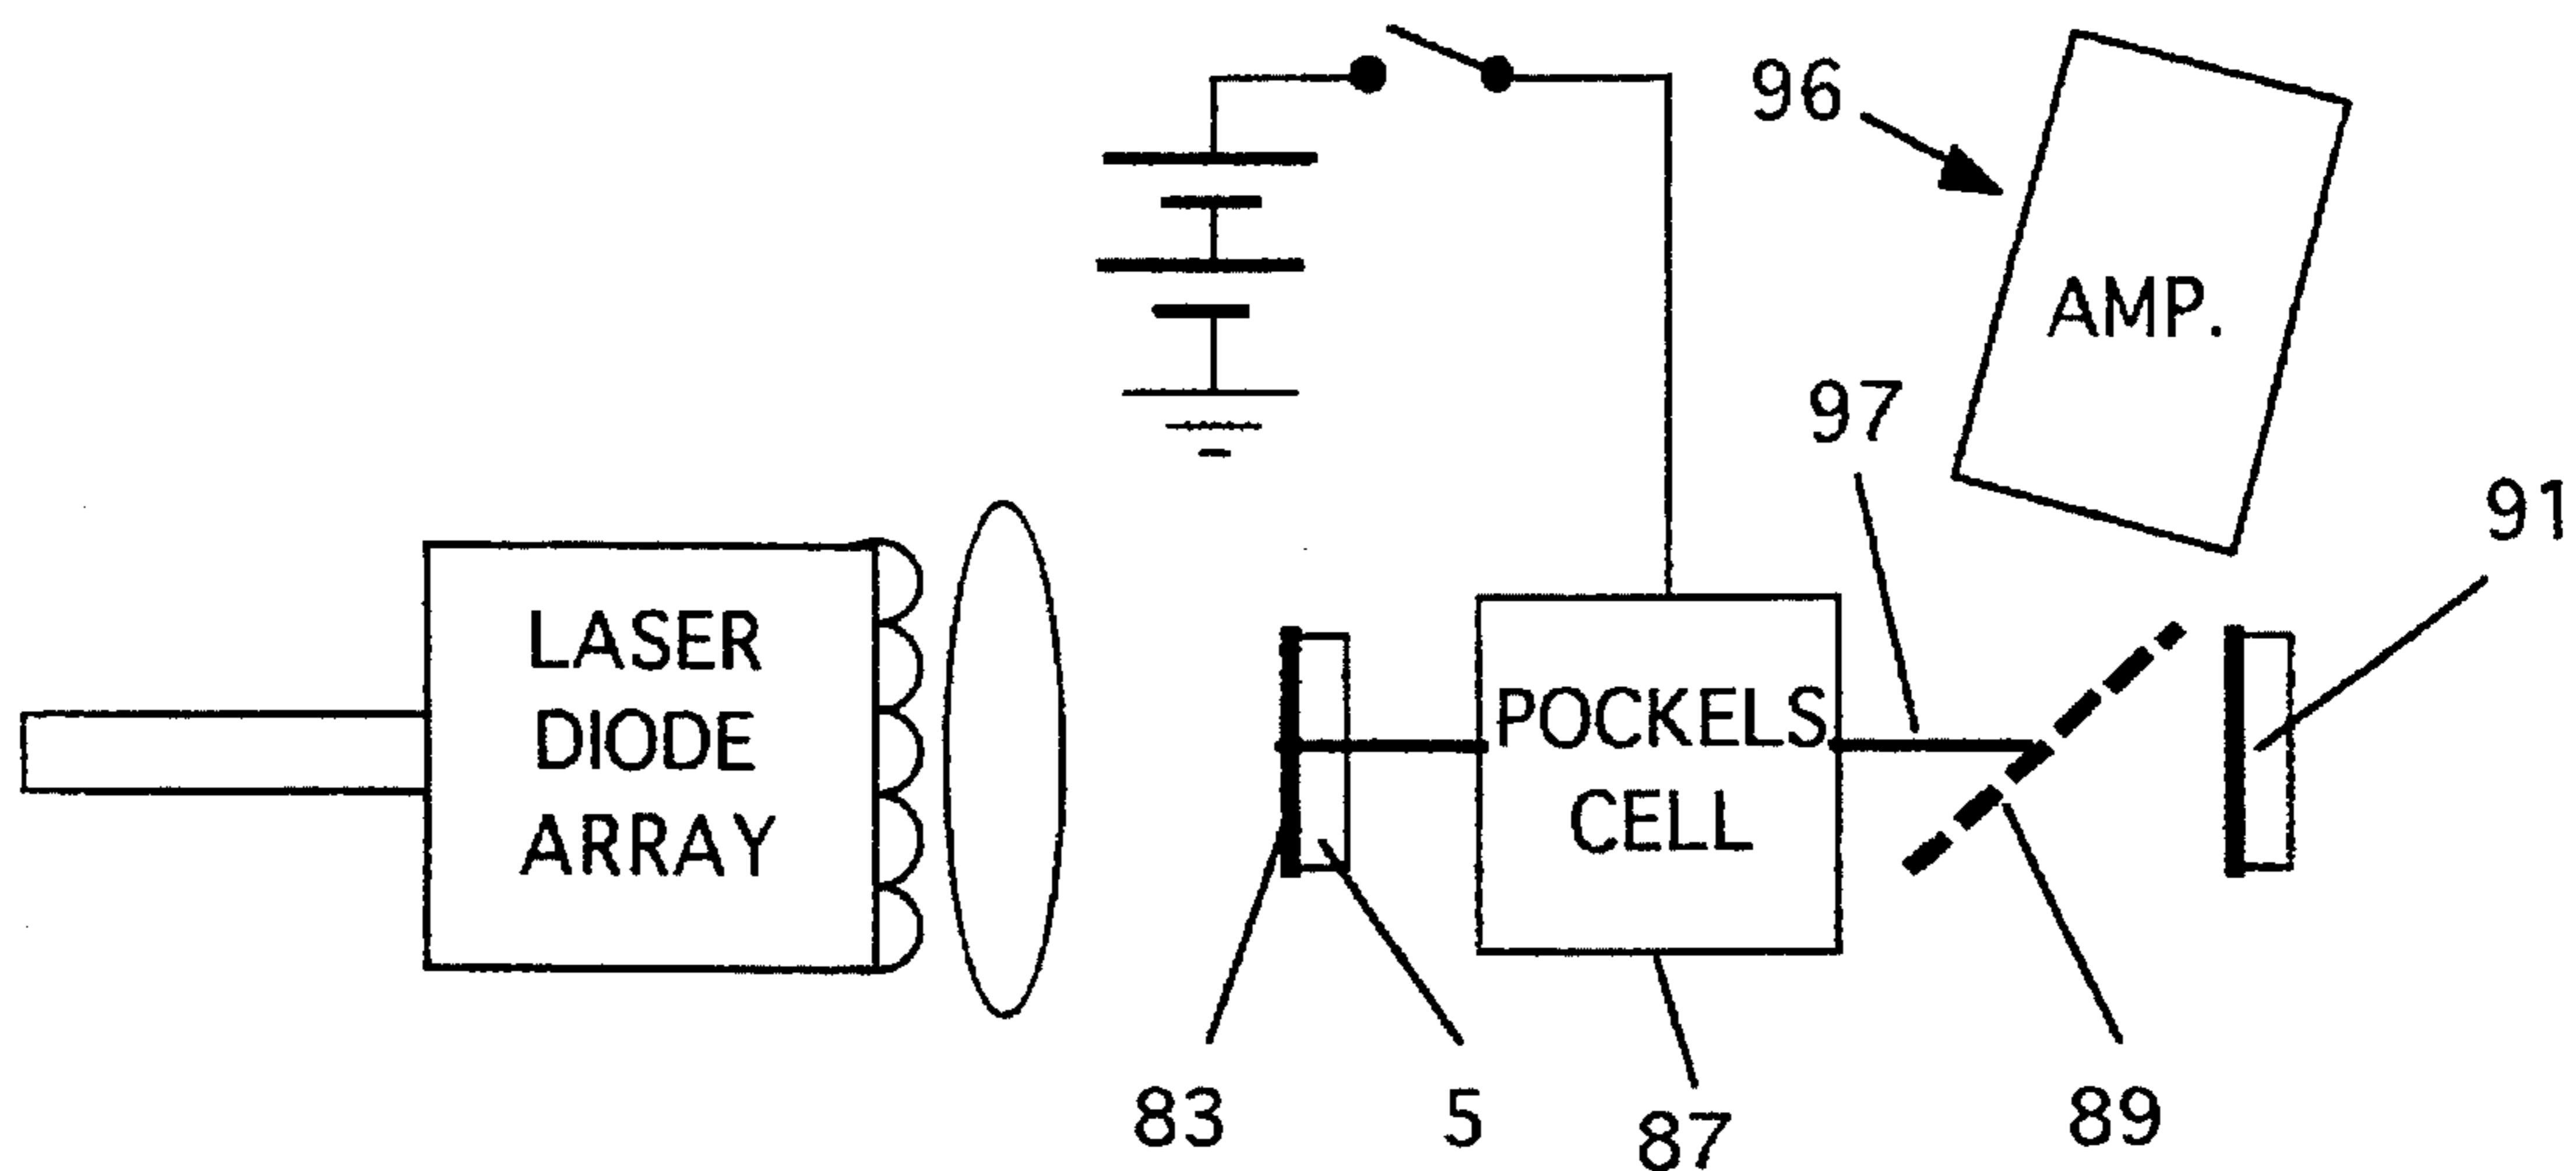 96
AMP.
97
91
LASER
DIODE
ARRAY
POCKELS
CELL
83
5
87
89